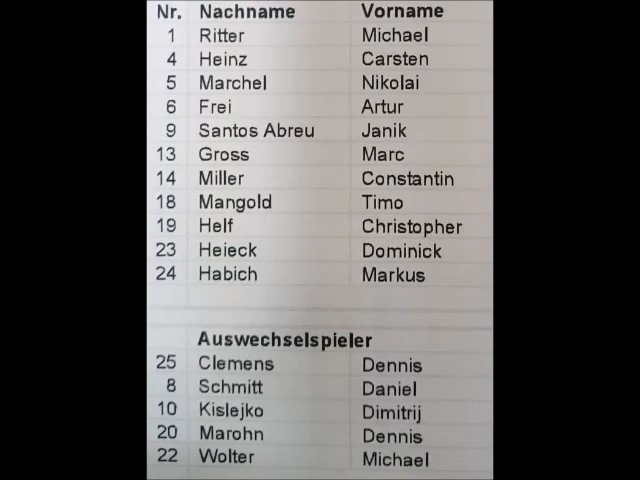 Nr. Nachname Vorname
1 Ritter Michael
4 Heinz Carsten
5 Marchel Nikolai
6 Frei Artur
9 Santos Abreu Janik
13 Gross Marc
14 Miller Constantin
18 Mangold Timo
19 Helf Christopher
23 Heieck Dominick
24 Habich Markus
Auswechselspieler
25 Clemens Dennis
8 Schmitt Daniel
10 Kislejko Dimitrij
20 Marohn Dennis
22 Wolter Michael